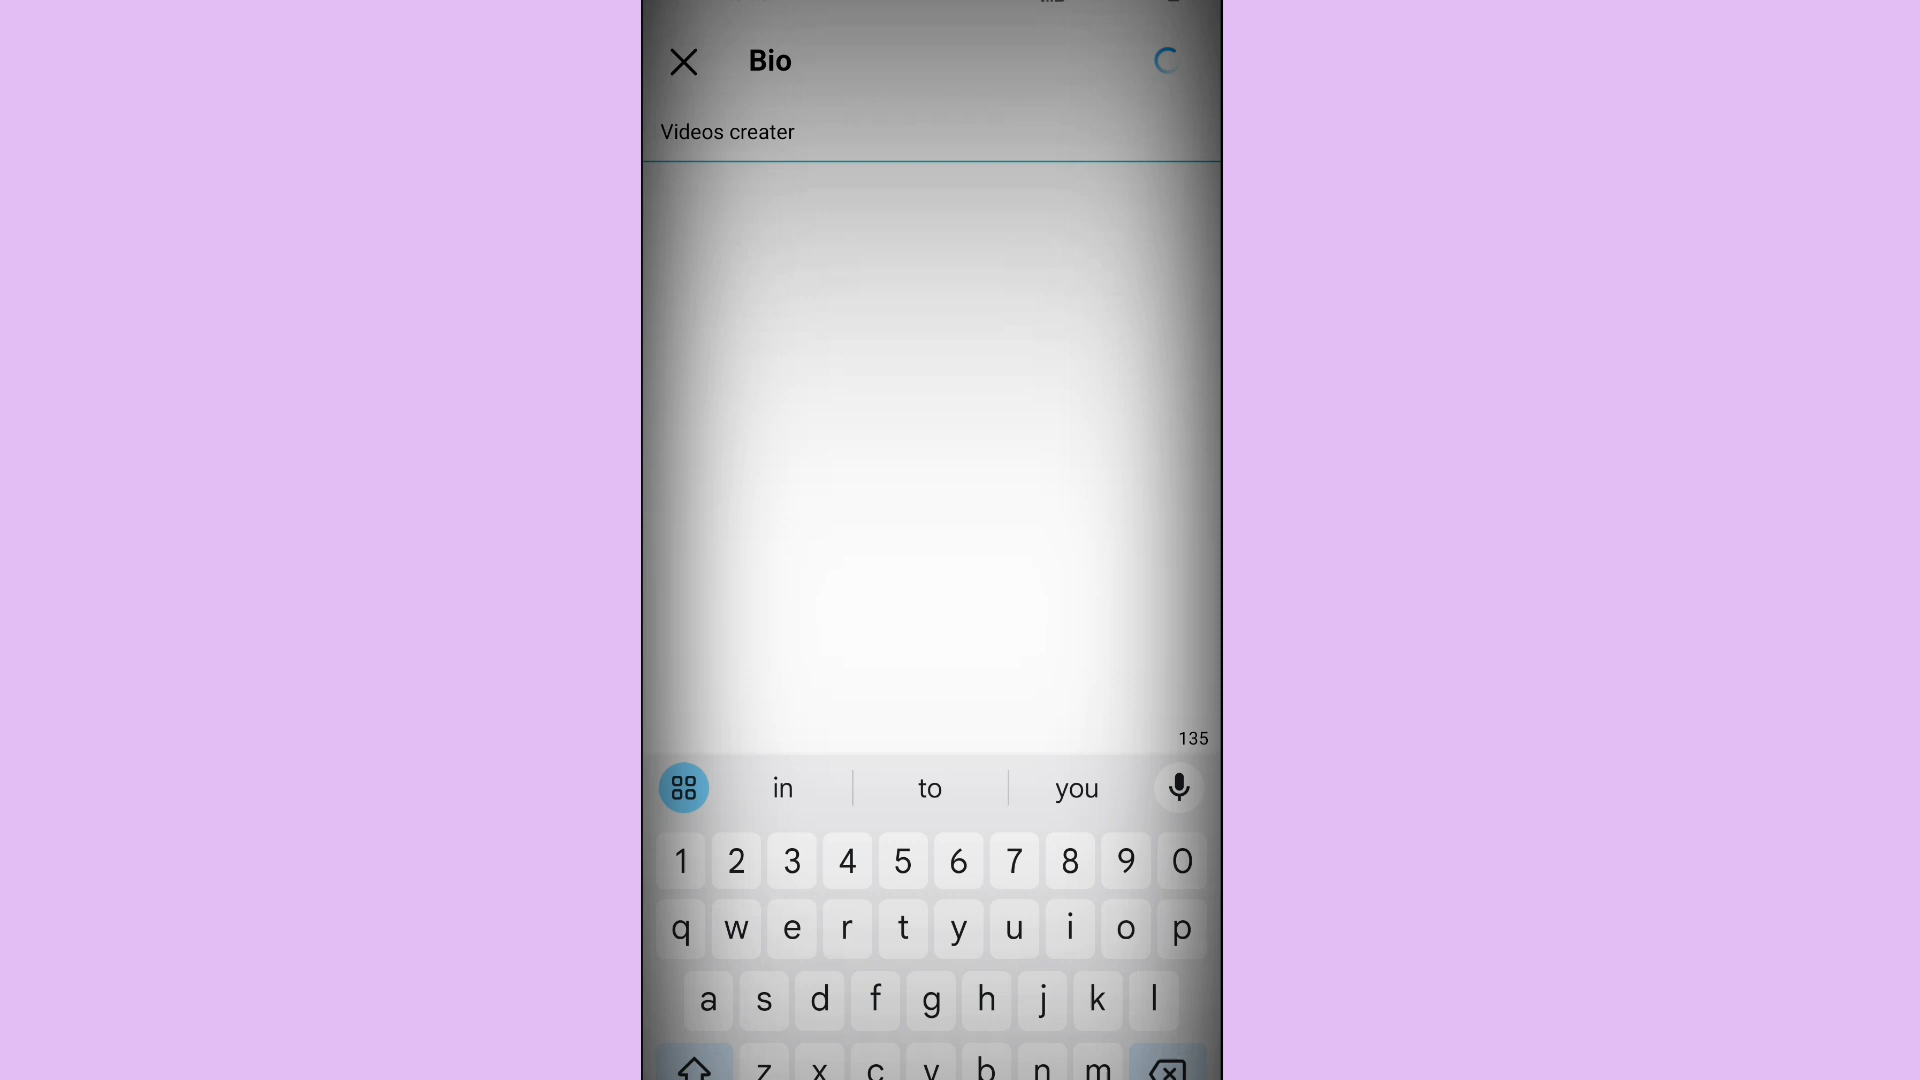 Bio
Videos creater
135
in to you
1 2 3 4 5 6 7 8 9 0
q w e r t y u i o p
a s d f g h j k l
z x c v b n m